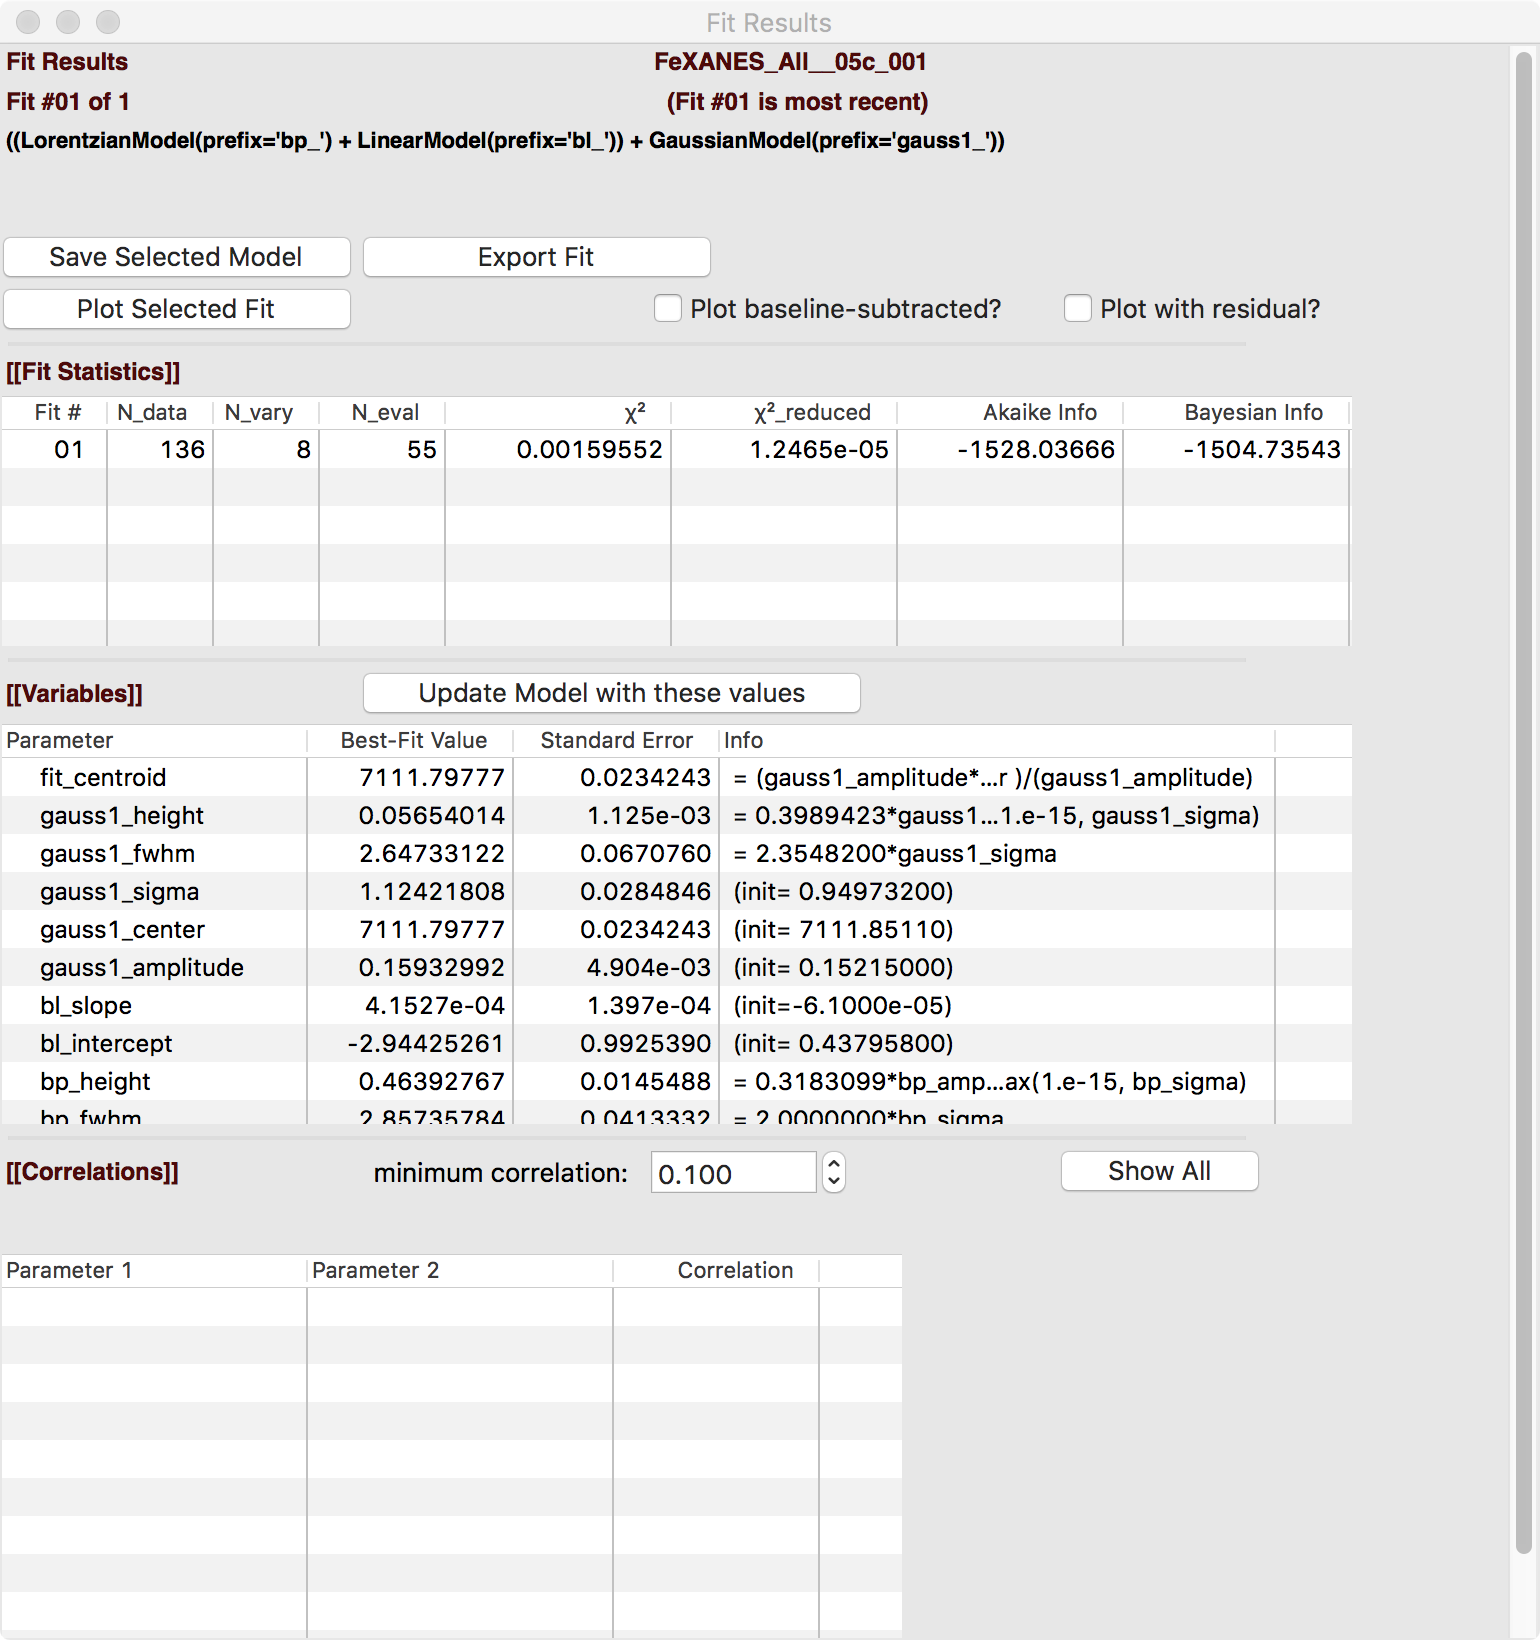 Fit Results
Fit Results FeXANES_All__05c_001
Fit #01 of 1 (Fit #01 is most recent)
((LorentzianModel(prefix='bp_') + LinearModel(prefix='bl_')) + GaussianModel(prefix='gauss1_'))
Save Selected Model Export Fit
Plot Selected Fit Plot baseline-subtracted? Plot with residual?
[[Fit Statistics]]
Fit # N_data N_vary N_eval χ² χ²_reduced Akaike Info Bayesian Info
01 136 8 55 0.00159552 1.2465e-05 -1528.03666 -1504.73543
[[Variables]] Update Model with these values
Parameter Best-Fit Value Standard Error Info
fit_centroid 7111.79777 0.0234243 = (gauss1_amplitude*...r )/(gauss1_amplitude)
gauss1_height 0.05654014 1.125e-03 = 0.3989423*gauss1...1.e-15, gauss1_sigma)
gauss1_fwhm 2.64733122 0.0670760 = 2.3548200*gauss1_sigma
gauss1_sigma 1.12421808 0.0284846 (init= 0.94973200)
gauss1_center 7111.79777 0.0234243 (init= 7111.85110)
gauss1_amplitude 0.15932992 4.904e-03 (init= 0.15215000)
bl_slope 4.1527e-04 1.397e-04 (init=-6.1000e-05)
bl_intercept -2.94425261 0.9925390 (init= 0.43795800)
bp_height 0.46392767 0.0145488 = 0.3183099*bp_amp...ax(1.e-15, bp_sigma)
bp_fwhm 2.85735784 0.0413332 = 2.0000000*bp_sigma
[[Correlations]] minimum correlation: 0.100 Show All
Parameter 1 Parameter 2 Correlation